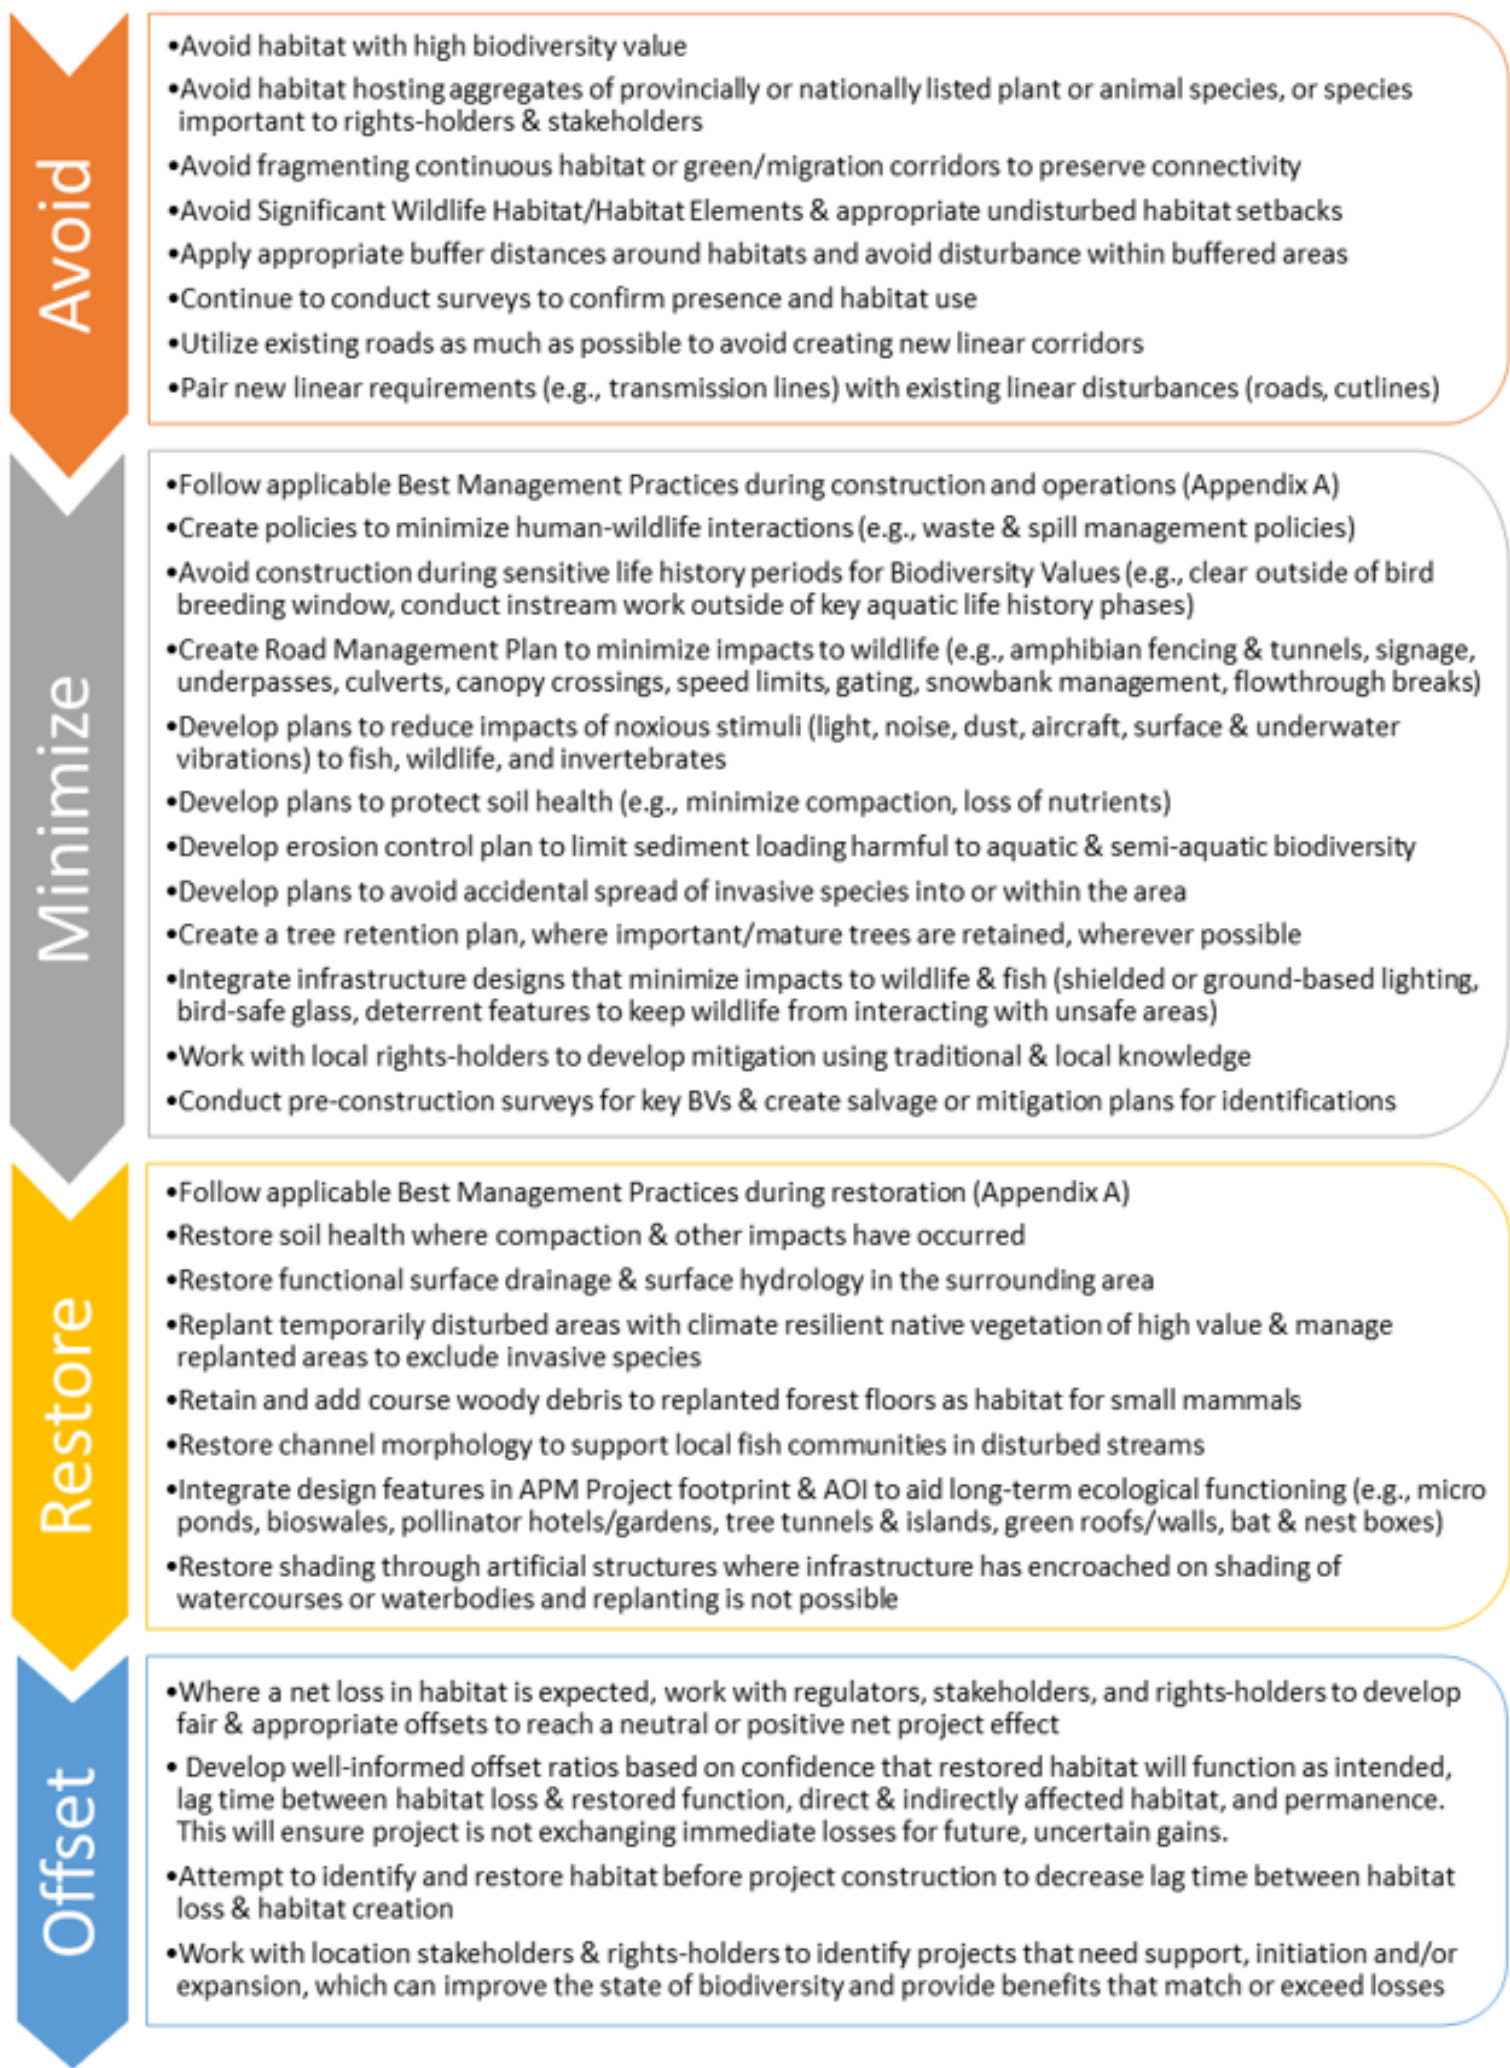 Avoid
•Avoid habitat with high biodiversity value
•Avoid habitat hosting aggregates of provincially or nationally listed plant or animal species, or species
important to rights-holders & stakeholders
•Avoid fragmenting continuous habitat or green/migration corridors to preserve connectivity
•Avoid Significant Wildlife Habitat/Habitat Elements & appropriate undisturbed habitat setbacks
•Apply appropriate buffer distances around habitats and avoid disturbance within buffered areas
•Continue to conduct surveys to confirm presence and habitat use
•Utilize existing roads as much as possible to avoid creating new linear corridors
•Pair new linear requirements (e.g., transmission lines) with existing linear disturbances (roads, cutlines)
Minimize
•Follow applicable Best Management Practices during construction and operations (Appendix A)
•Create policies to minimize human-wildlife interactions (e.g., waste & spill management policies)
•Avoid construction during sensitive life history periods for Biodiversity Values (e.g., clear outside of bird
breeding window, conduct instream work outside of key aquatic life history phases)
•Create Road Management Plan to minimize impacts to wildlife (e.g., amphibian fencing & tunnels, signage,
underpasses, culverts, canopy crossings, speed limits, gating, snowbank management, flowthrough breaks)
•Develop plans to reduce impacts of noxious stimuli (light, noise, dust, aircraft, surface & underwater
vibrations) to fish, wildlife, and invertebrates
•Develop plans to protect soil health (e.g., minimize compaction, loss of nutrients)
•Develop erosion control plan to limit sediment loading harmful to aquatic & semi-aquatic biodiversity
•Develop plans to avoid accidental spread of invasive species into or within the area
•Create a tree retention plan, where important/mature trees are retained, wherever possible
•Integrate infrastructure designs that minimize impacts to wildlife & fish (shielded or ground-based lighting,
bird-safe glass, deterrent features to keep wildlife from interacting with unsafe areas)
•Work with local rights-holders to develop mitigation using traditional & local knowledge
•Conduct pre-construction surveys for key BVs & create salvage or mitigation plans for identifications
Restore
•Follow applicable Best Management Practices during restoration (Appendix A)
•Restore soil health where compaction & other impacts have occurred
•Restore functional surface drainage & surface hydrology in the surrounding area
•Replant temporarily disturbed areas with climate resilient native vegetation of high value & manage
replanted areas to exclude invasive species
•Retain and add course woody debris to replanted forest floors as habitat for small mammals
•Restore channel morphology to support local fish communities in disturbed streams
•Integrate design features in APM Project footprint & AOI to aid long-term ecological functioning (e.g., micro
ponds, bioswales, pollinator hotels/gardens, tree tunnels & islands, green roofs/walls, bat & nest boxes)
•Restore shading through artificial structures where infrastructure has encroached on shading of
watercourses or waterbodies and replanting is not possible
Offset
•Where a net loss in habitat is expected, work with regulators, stakeholders, and rights-holders to develop
fair & appropriate offsets to reach a neutral or positive net project effect
• Develop well-informed offset ratios based on confidence that restored habitat will function as intended,
lag time between habitat loss & restored function, direct & indirectly affected habitat, and permanence.
This will ensure project is not exchanging immediate losses for future, uncertain gains.
•Attempt to identify and restore habitat before project construction to decrease lag time between habitat
loss & habitat creation
•Work with location stakeholders & rights-holders to identify projects that need support, initiation and/or
expansion, which can improve the state of biodiversity and provide benefits that match or exceed losses